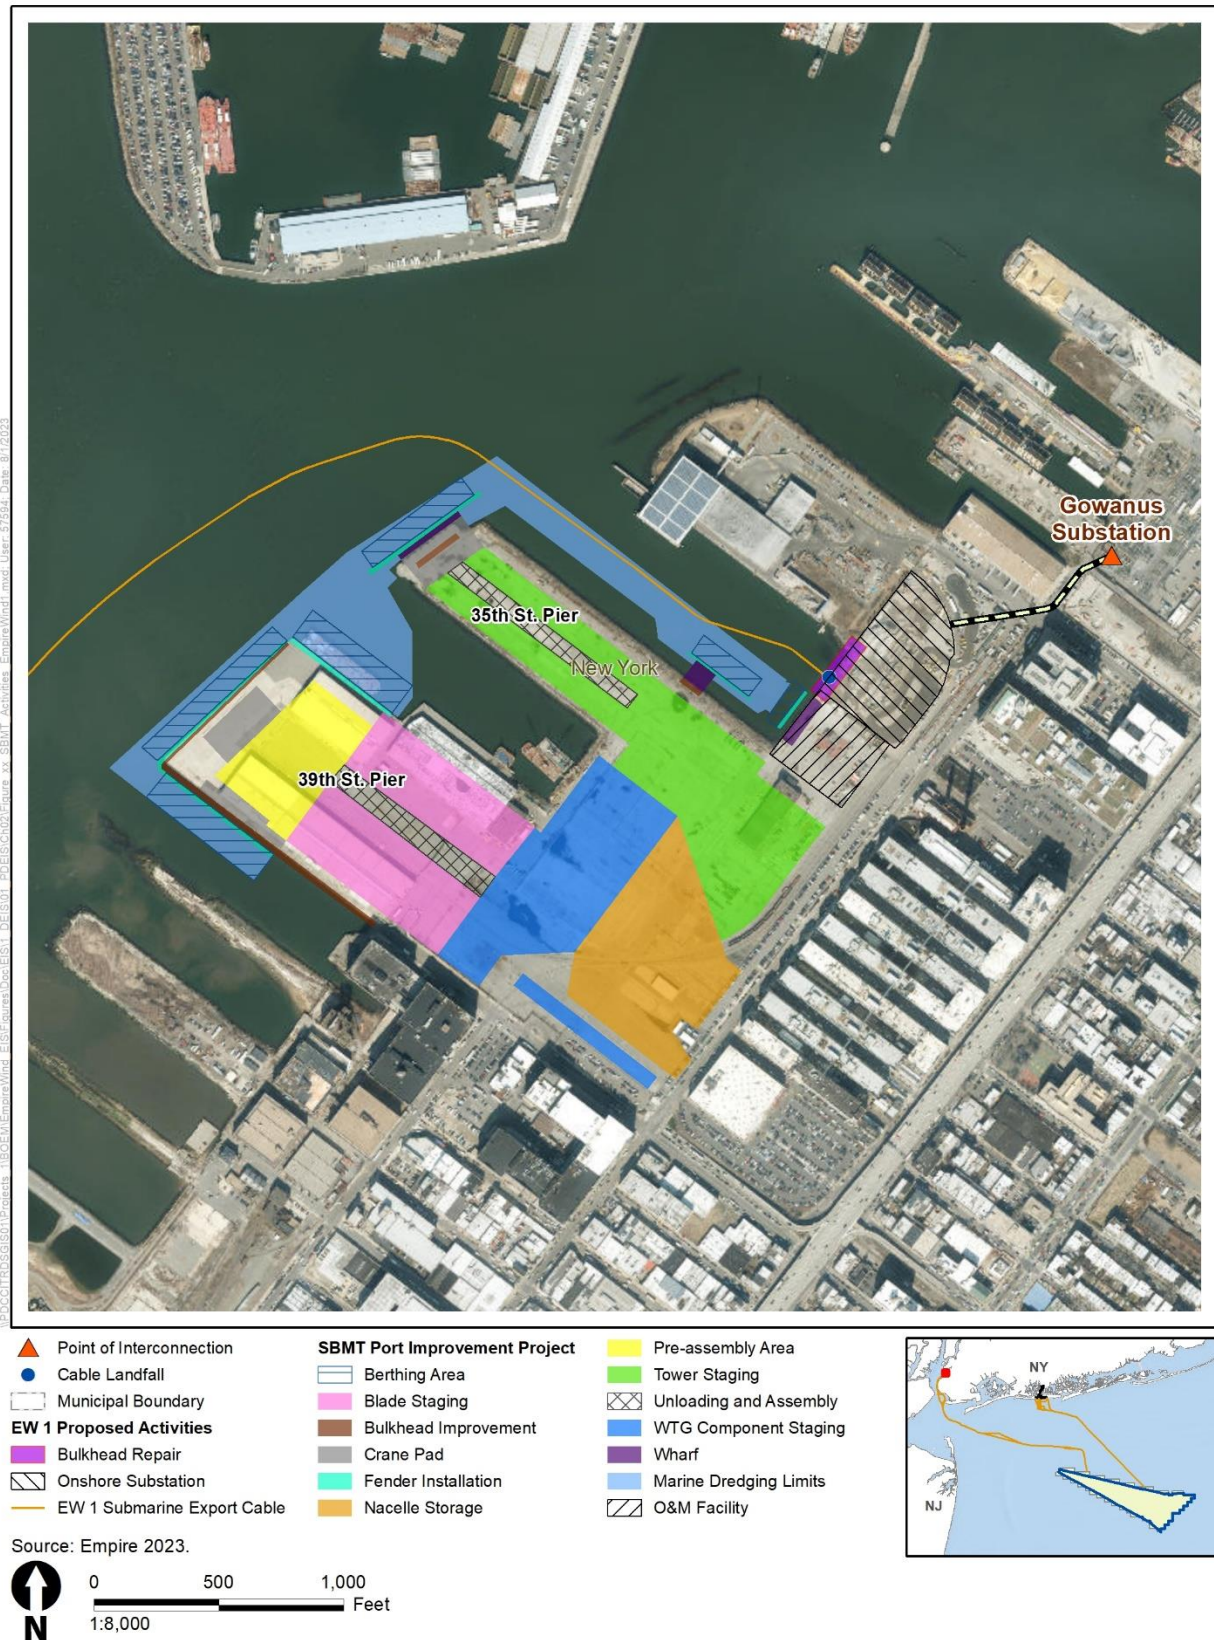 Gowanus
Substation
35th St. Pier
New York
39th St. Pier
Point of Interconnection
Cable Landfall
Municipal Boundary
EW 1 Proposed Activities
Bulkhead Repair
Onshore Substation
EW 1 Submarine Export Cable
SBMT Port Improvement Project
Berthing Area
Blade Staging
Bulkhead Improvement
Crane Pad
Fender Installation
Nacelle Storage
Pre-assembly Area
Tower Staging
Unloading and Assembly
WTG Component Staging
Wharf
Marine Dredging Limits
O&M Facility
NY
NJ
Source: Empire 2023.
N
0 500 1,000
Feet
1:8,000